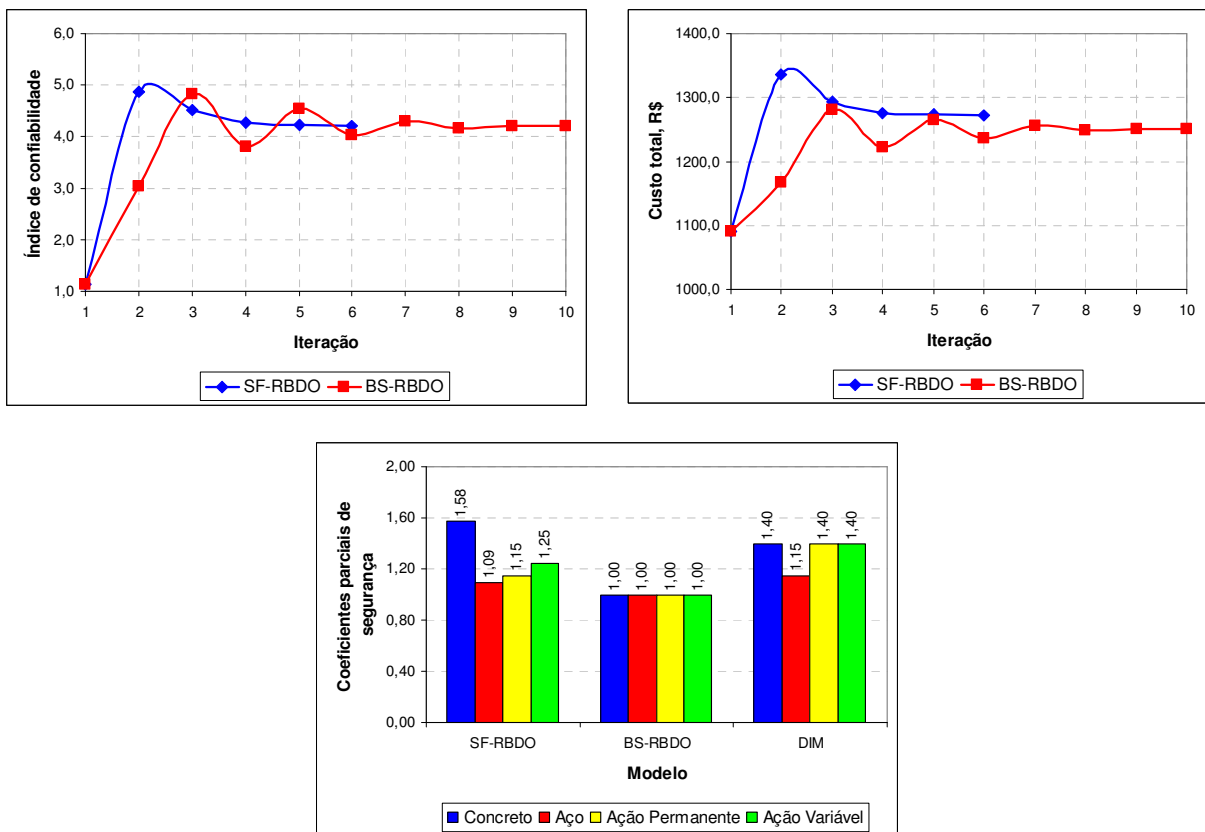 6,0
5,0
4,0
3,0
2,0
1,0
Índice de confiabilidade
1 2 3 4 5 6 7 8 9 10
Iteração
SF-RBDO BS-RBDO
1400,0
1300,0
1200,0
1100,0
1000,0
Custo total, R$
1 2 3 4 5 6 7 8 9 10
Iteração
SF-RBDO BS-RBDO
2,00
1,60
1,20
0,80
0,40
0,00
Coeficientes parciais de
segurança
1,58 1,09 1,15 1,25 1,00 1,00 1,00 1,00 1,40 1,15 1,40 1,40
SF-RBDO BS-RBDO DIM
Modelo
Concreto Aço Ação Permanente Ação Variável